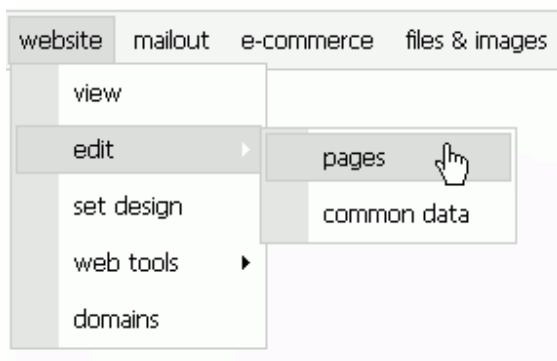 website mailout e-commerce files & images
view
edit
pages
set design
common data
web tools
domains